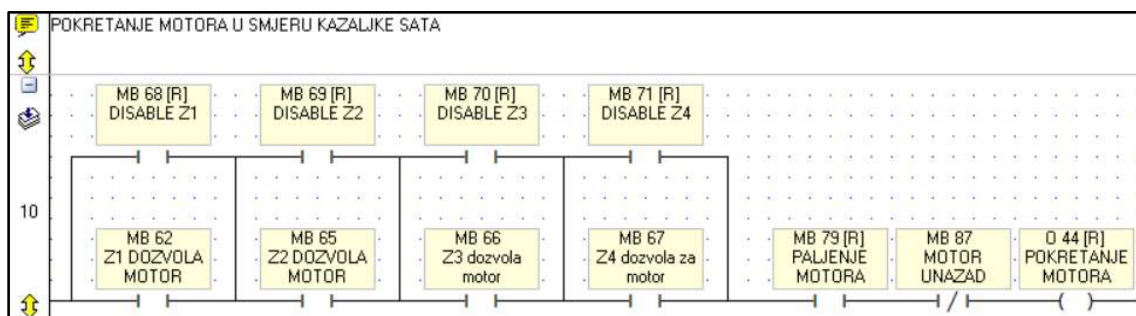 POKRETANJE MOTORA U SMJERU KAZALJKE SATA
MB 68 [R]
DISABLE Z1
MB 69 [R]
DISABLE Z2
MB 70 [R]
DISABLE Z3
MB 71 [R]
DISABLE Z4
10
MB 62
Z1 DOZVOLA
MOTOR
MB 65
Z2 DOZVOLA
MOTOR
MB 66
Z3 dozvola
motor
MB 67
Z4 dozvola za
motor
MB 79 [R]
PALJENJE
MOTORA
MB 87
MOTOR
UNAZAD
O 44 [R]
POKRETANJE
MOTORA